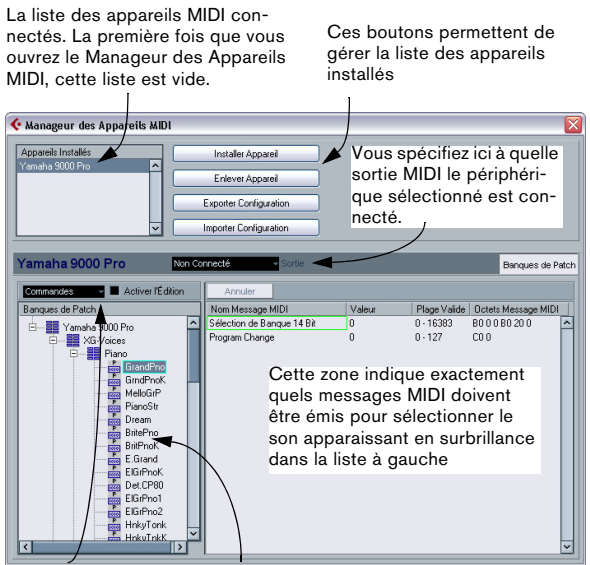 La liste des appareils MIDI con-
nectés. La première fois que vous
ouvrez le Manageur des Appareils
MIDI, cette liste est vide.
Ces boutons permettent de
gérer la liste des appareils
installés
Manageur des Appareils MIDI
Appareils Installés
Yamaha 9000 Pro
Installer Appareil
Enlever Appareil
Exporter Configuration
Importer Configuration
Vous spécifiez ici à quelle
sortie MIDI le périphéri-
que sélectionné est con-
necté.
Yamaha 9000 Pro
Non Connecté
Sortie
Banques de Patch
Commandes
Activer l'Édition
Annuler
Banques de Patch
Nom Message MIDI Valeur Plage Valide Octets Message MIDI
Sélection de Banque 14 Bit 0 0 - 16383 B0 0 0 B0 20 0
Program Change 0 0 - 127 C0 0
Yamaha 9000 Pro
XG-Voices
Piano
GrandPno
GrndPnoK
MelloGrP
PianoStr
Dream
BritePno
BritPnoK
E.Grand
ElGrPnoK
Det.CP80
ElGrPno1
ElGrPno2
HnkyTonk
HnkyTnkK
Cette zone indique exactement
quels messages MIDI doivent
être émis pour sélectionner le
son apparaissant en surbrillance
dans la liste à gauche